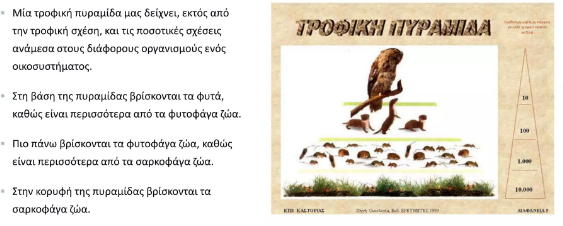 Μία τροφική πυραμίδα μας δείχνει, εκτός από
την τροφική σχέση, και τις ποσοτικές σχέσεις
ανάμεσα στους διάφορους οργανισμούς ενός
οικοσυστήματος.
Στη βάση της πυραμίδας βρίσκονται τα φυτά,
καθώς είναι περισσότερα από τα φυτοφάγα ζώα.
Πιο πάνω βρίσκονται τα φυτοφάγα ζώα, καθώς
είναι περισσότερα από τα σαρκοφάγα ζώα.
Στην κορυφή της πυραμίδας βρίσκονται τα
σαρκοφάγα ζώα.
ΤΡΟΦΙΚΗ ΠΥΡΑΜΙΔΑ
10
100
1.000
10.000
ΚΠΕ ΚΑΣΤΟΡΙΑΣ
ΔΙΑΦΑΝΕΙΑ 5